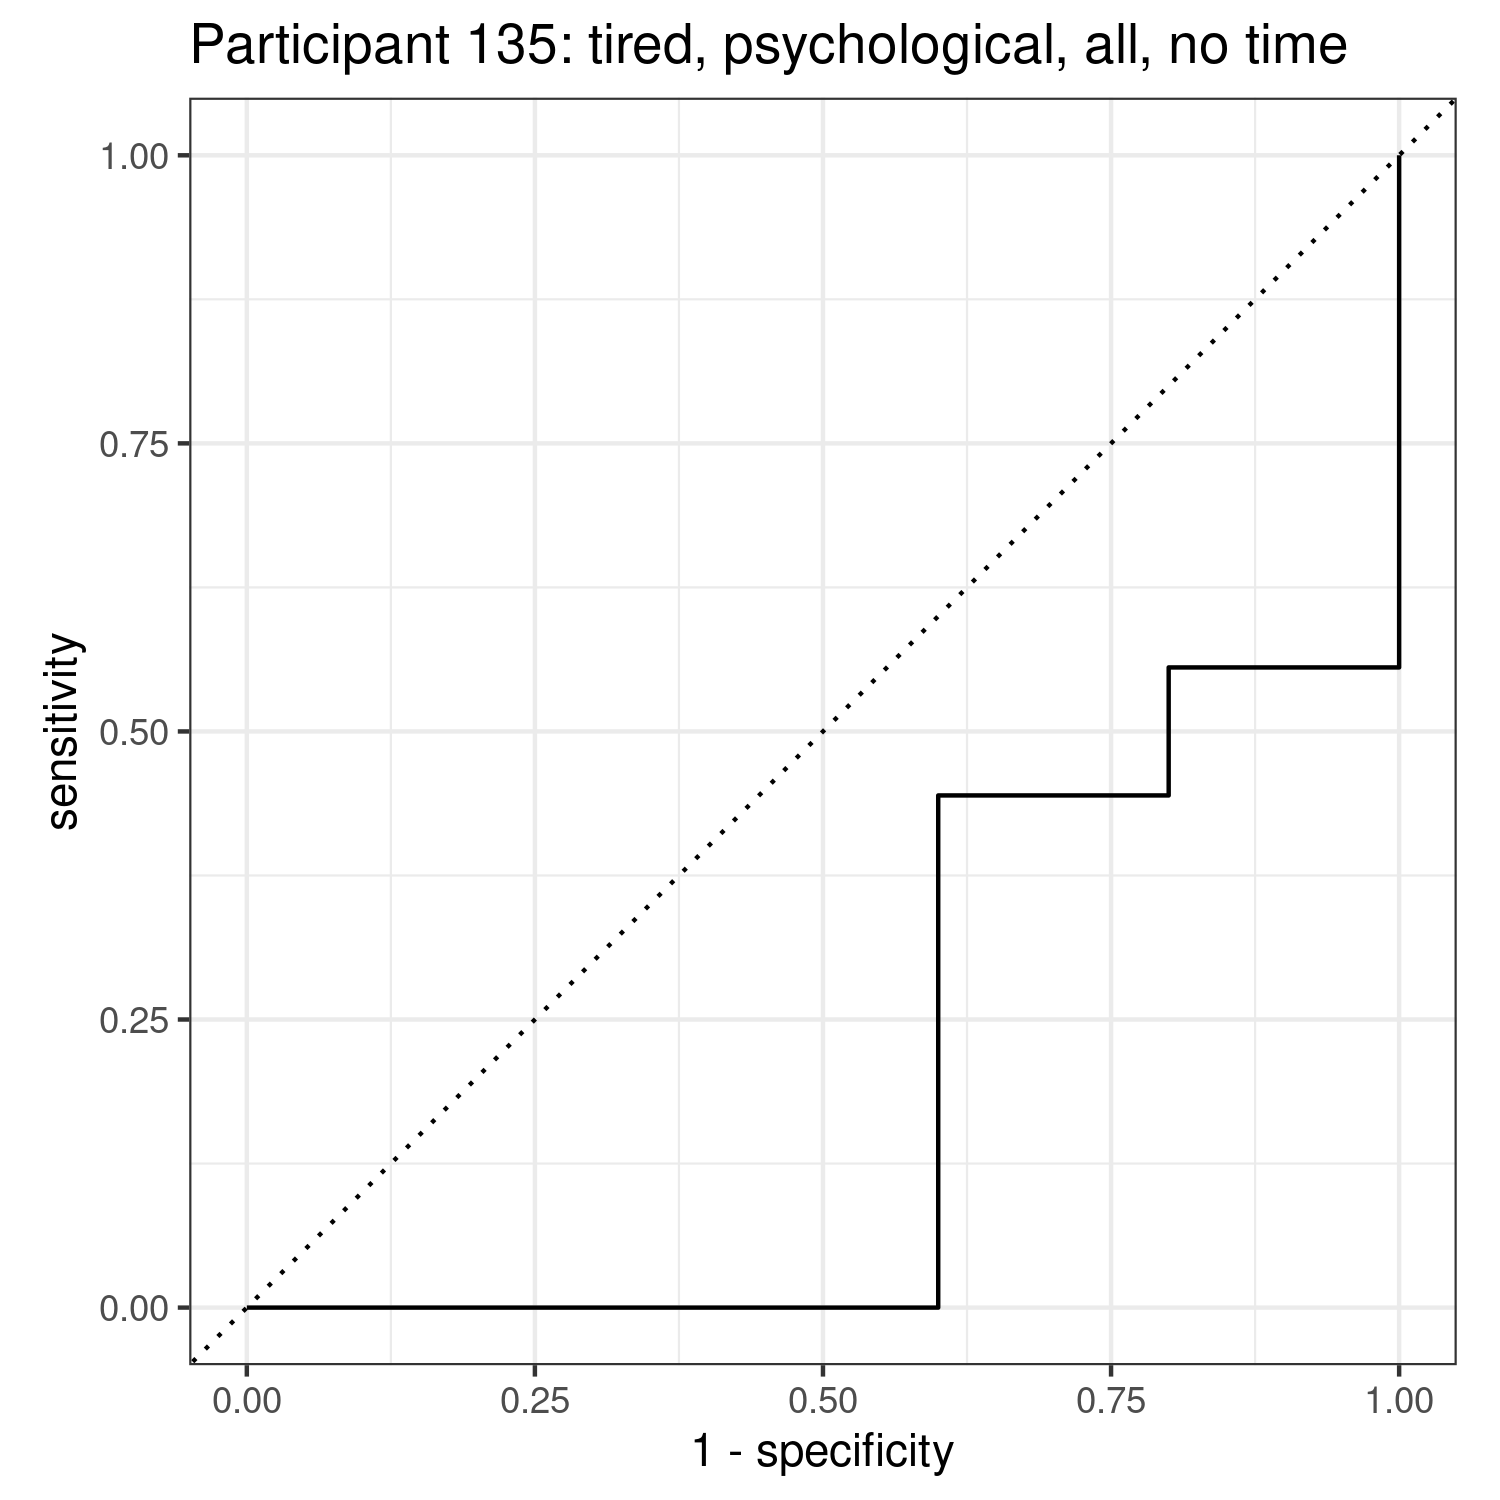 Participant 135: tired, psychological, all, no time
1.00
0.75
0.50
0.25
0.00
sensitivity
0.00 0.25 0.50 0.75 1.00
1 - specificity